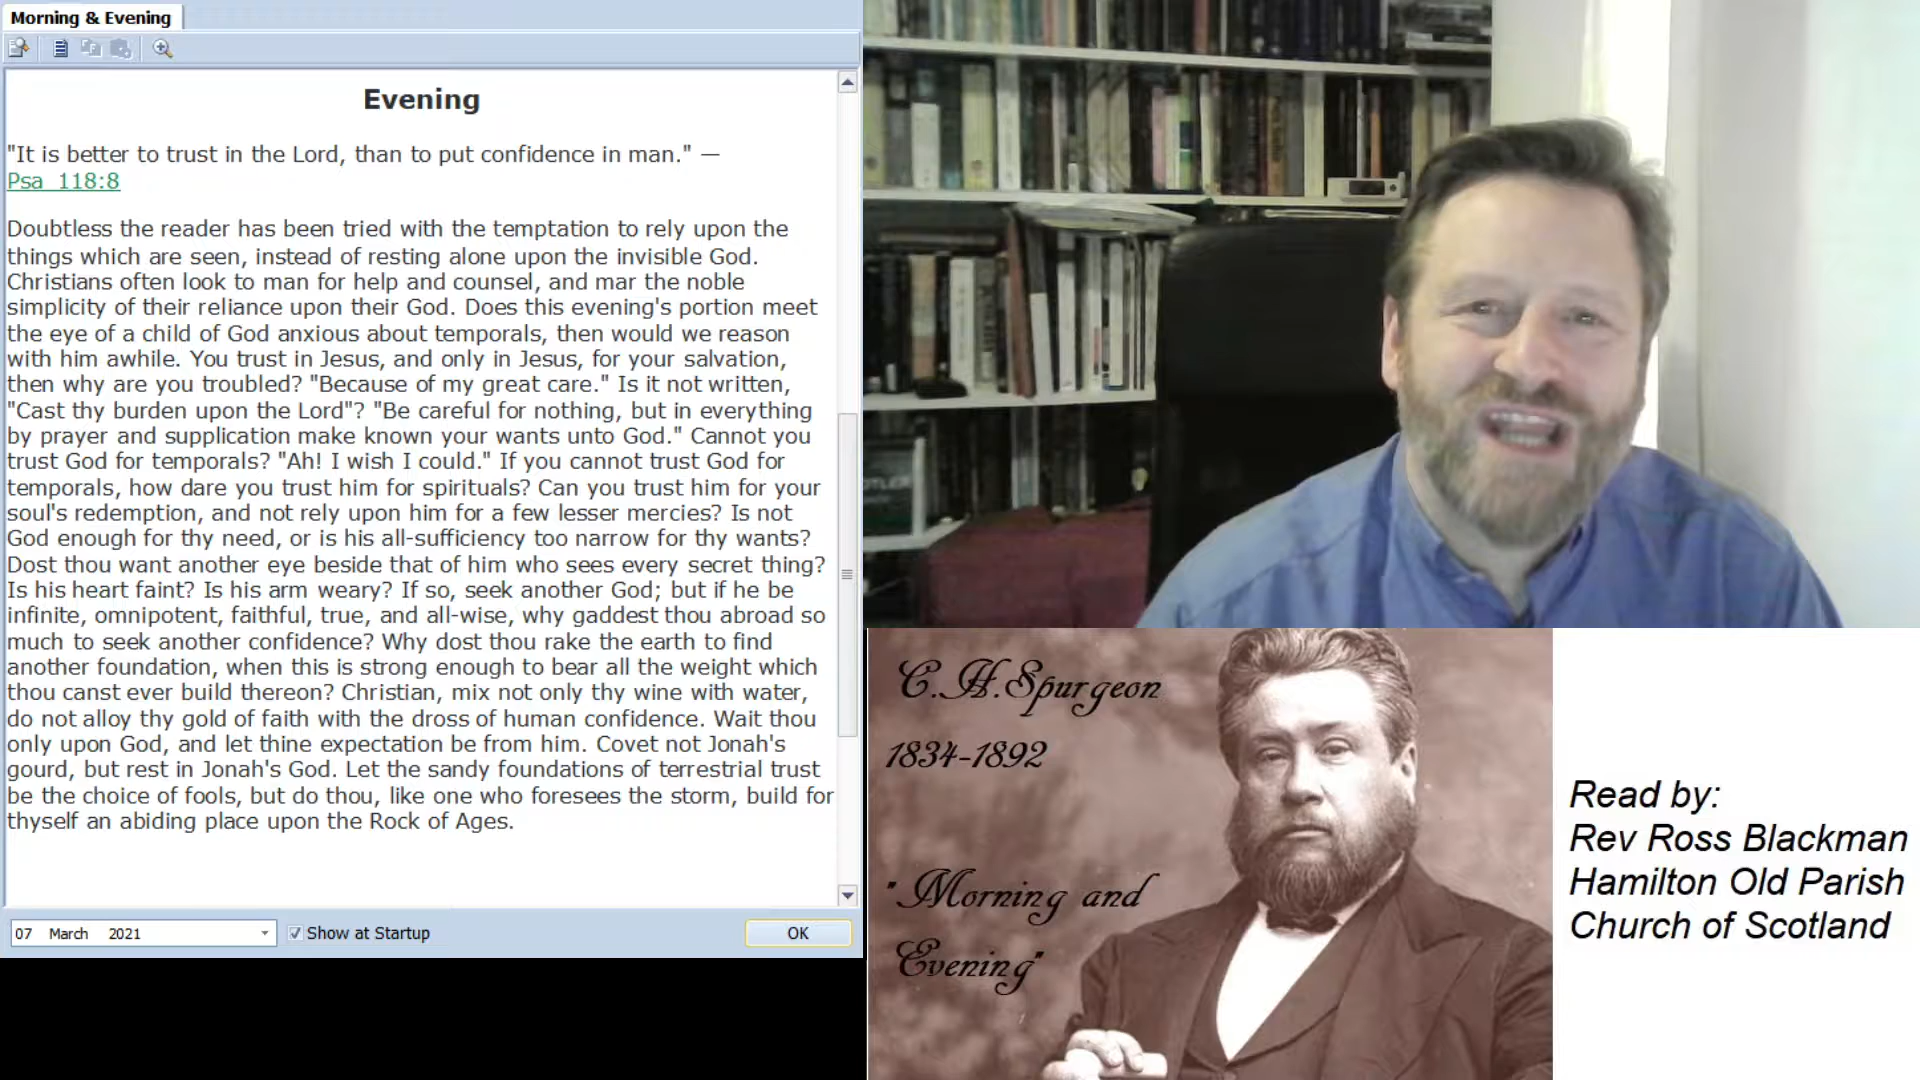 Morning & Evening
Evening
"It is better to trust in the Lord, than to put confidence in man." —
Psa_118:8
Doubtless the reader has been tried with the temptation to rely upon the
things which are seen, instead of resting alone upon the invisible God.
Christians often look to man for help and counsel, and mar the noble
simplicity of their reliance upon their God. Does this evening's portion meet
the eye of a child of God anxious about temporals, then would we reason
with him awhile. You trust in Jesus, and only in Jesus, for your salvation,
then why are you troubled? "Because of my great care." Is it not written,
"Cast thy burden upon the Lord"? "Be careful for nothing, but in everything
by prayer and supplication make known your wants unto God." Cannot you
trust God for temporals? "Ah! I wish I could." If you cannot trust God for
temporals, how dare you trust him for spirituals? Can you trust him for your
soul's redemption, and not rely upon him for a few lesser mercies? Is not
God enough for thy need, or is his all-sufficiency too narrow for thy wants?
Dost thou want another eye beside that of him who sees every secret thing?
Is his heart faint? Is his arm weary? If so, seek another God; but if he be
infinite, omnipotent, faithful, true, and all-wise, why gaddest thou abroad so
much to seek another confidence? Why dost thou rake the earth to find
another foundation, when this is strong enough to bear all the weight which
thou canst ever build thereon? Christian, mix not only thy wine with water,
do not alloy thy gold of faith with the dross of human confidence. Wait thou
only upon God, and let thine expectation be from him. Covet not Jonah's
gourd, but rest in Jonah's God. Let the sandy foundations of terrestrial trust
be the choice of fools, but do thou, like one who foresees the storm, build for
thyself an abiding place upon the Rock of Ages.
07 March 2021
Show at Startup
OK
C.H.Spurgeon
1834-1892
"Morning and
Evening"
Read by:
Rev Ross Blackman
Hamilton Old Parish
Church of Scotland